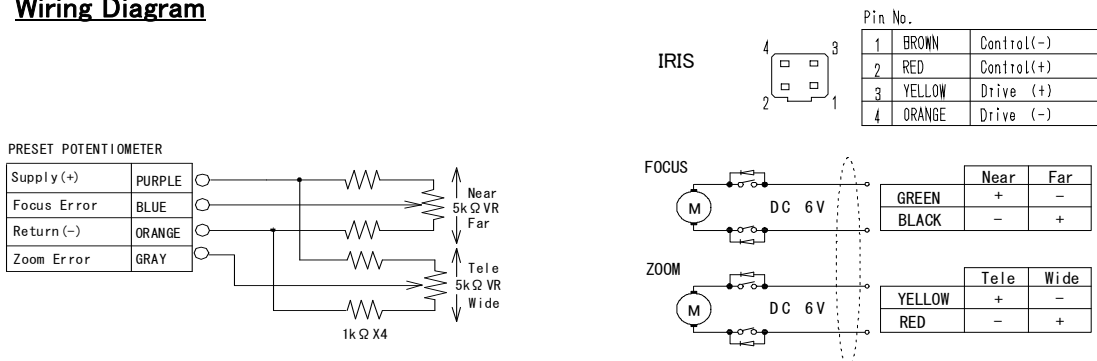 Wiring Diagram
Pin No.
IRIS
4 3
2 1
1 BROWN Control(-)
2 RED Control(+)
3 YELLOW Drive (+)
4 ORANGE Drive (-)
PRESET POTENTIOMETER
Supply(+) PURPLE
Focus Error BLUE
Return(-) ORANGE
Zoom Error GRAY
Near
5kΩVR
Far
Tele
5kΩVR
Wide
1kΩX4
FOCUS
M
DC 6V
Near Far
GREEN + -
BLACK - +
ZOOM
M
DC 6V
Tele Wide
YELLOW + -
RED - +